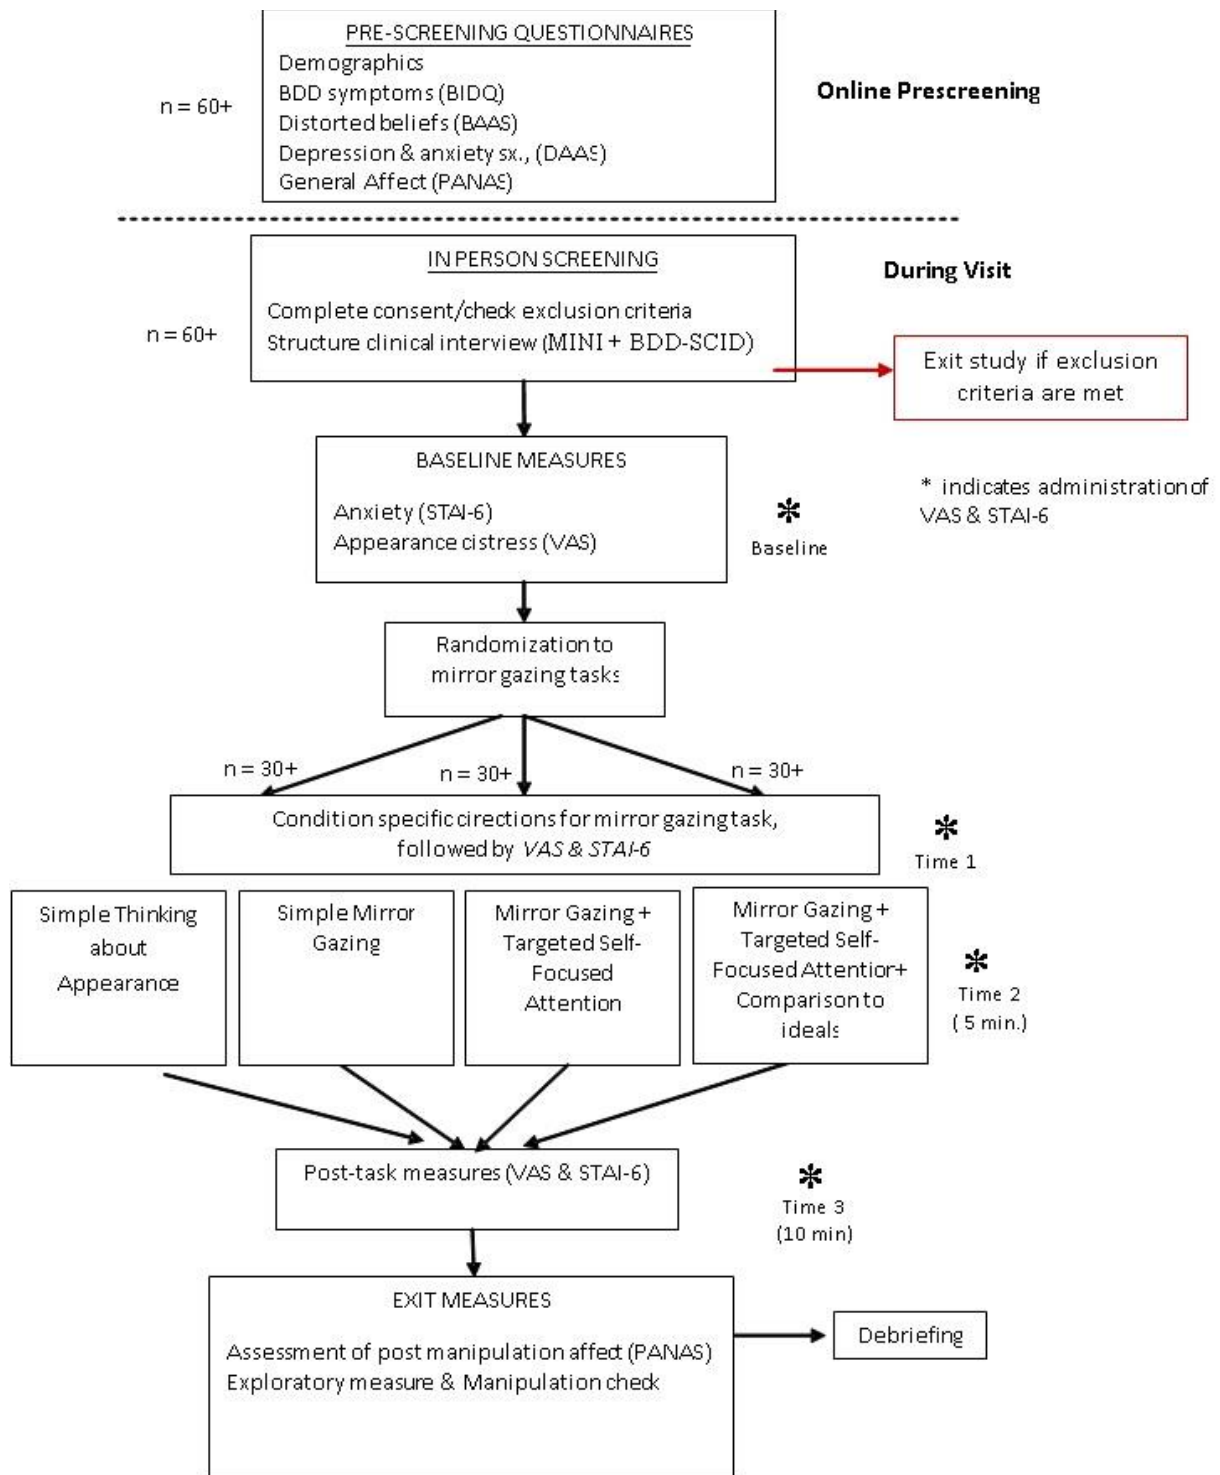 PRE-SCREENING QUESTIONNAIRES
Demographics
BDD symptoms (BIDQ)
Distorted beliefs (BAAS)
Depression & anxiety sx., (DAAS)
General Affect (PANAS)
n = 60+
Online Prescreening
IN PERSON SCREENING
Complete consent/check exclusion criteria
Structure clinical interview (MINI + BDD-SCID)
n = 60+
During Visit
Exit study if exclusion
criteria are met
BASELINE MEASURES
Anxiety (STAI-6)
Appearance cistress (VAS)
*
Baseline
* indicates administration of
VAS & STAI-6
Randomization to
mirror gazing tasks
n = 30+
n = 30+
n = 30+
Condition specific cirections for mirror gazing task,
followed by VAS & STAI-6
*
Time 1
Simple Thinking
about
Appearance
Simple Mirror
Gazing
Mirror Gazing +
Targeted Self-
Focused
Attention
Mirror Gazing +
Targeted Self-
Focused Attention+
Comparison to
ideals
*
Time 2
( 5 min.)
Post-task measures (VAS & STAI-6)
*
Time 3
(10 min)
EXIT MEASURES
Assessment of post manipulation affect (PANAS)
Exploratory measure & Manipulation check
Debriefing